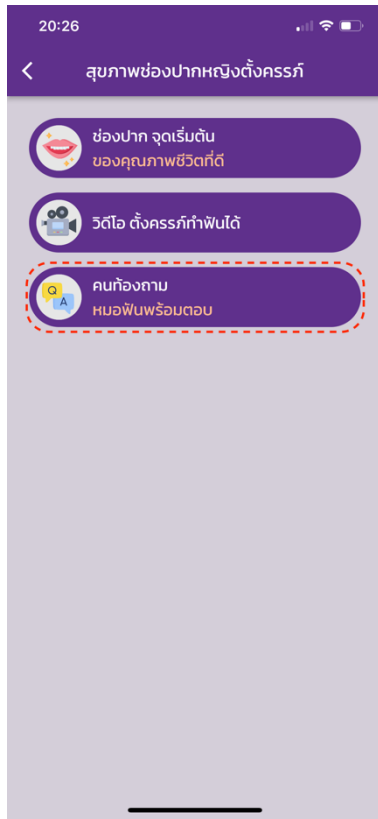 20:26
สุขภาพช่องปากหญิงตั้งครรภ์
ช่องปาก จุดเริ่มต้น
ของคุณภาพชีวิตที่ดี
วิดีโอ ตั้งครรภ์ทำฟันได้
Q
A
คนท้องถาม
หมอฟันพร้อมตอบ